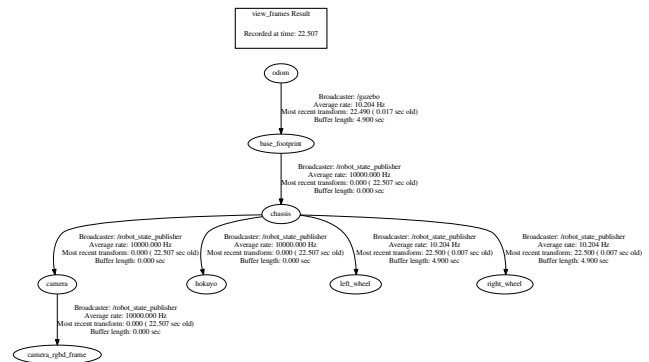 view_frames Result
Recorded at time: 22.507
odom
Broadcaster: /gazebo
Average rate: 10.204 Hz
Most recent transform: 22.490 ( 0.017 sec old)
Buffer length: 4.900 sec
base_footprint
Broadcaster: /robot_state_publisher
Average rate: 10000.000 Hz
Most recent transform: 0.000 ( 22.507 sec old)
Buffer length: 0.000 sec
chassis
Broadcaster: /robot_state_publisher
Average rate: 10000.000 Hz
Most recent transform: 0.000 ( 22.507 sec old)
Buffer length: 0.000 sec
Broadcaster: /robot_state_publisher
Average rate: 10000.000 Hz
Most recent transform: 0.000 ( 22.507 sec old)
Buffer length: 0.000 sec
Broadcaster: /robot_state_publisher
Average rate: 10.204 Hz
Most recent transform: 22.500 ( 0.007 sec old)
Buffer length: 4.900 sec
Broadcaster: /robot_state_publisher
Average rate: 10.204 Hz
Most recent transform: 22.500 ( 0.007 sec old)
Buffer length: 4.900 sec
camera
hokuyo
left_wheel
right_wheel
Broadcaster: /robot_state_publisher
Average rate: 10000.000 Hz
Most recent transform: 0.000 ( 22.507 sec old)
Buffer length: 0.000 sec
camera_rgbd_frame